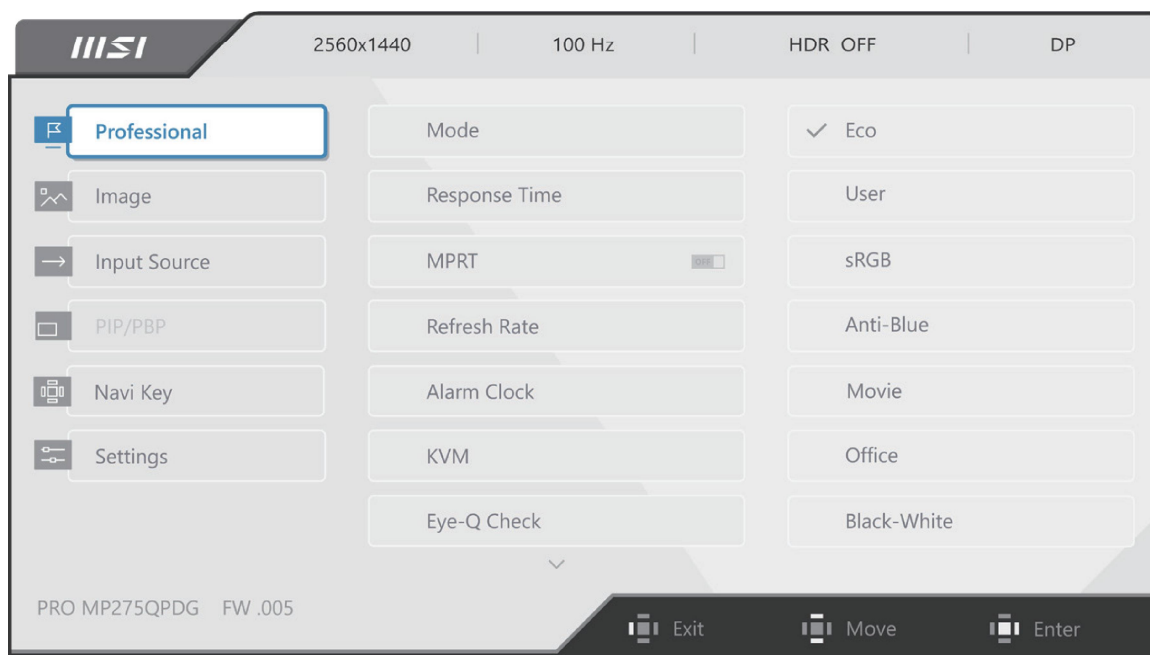 msi 2560x1440 100 Hz HDR OFF DP
Professional
Image
Input Source
PIP/PBP
Navi Key
Settings
Mode
Response Time
MPRT OFF
Refresh Rate
Alarm Clock
KVM
Eye-Q Check
Eco
User
sRGB
Anti-Blue
Movie
Office
Black-White
PRO MP275QPDG FW .005
Exit Move Enter